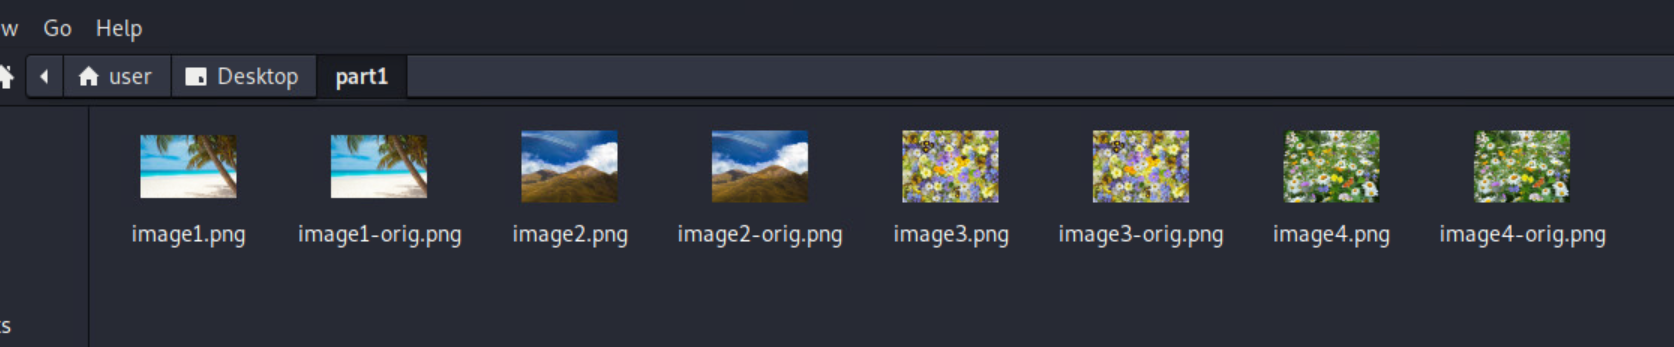 w Go Help
user Desktop part1
image1.png image1-orig.png image2.png image2-orig.png image3.png image3-orig.png image4.png image4-orig.png
s